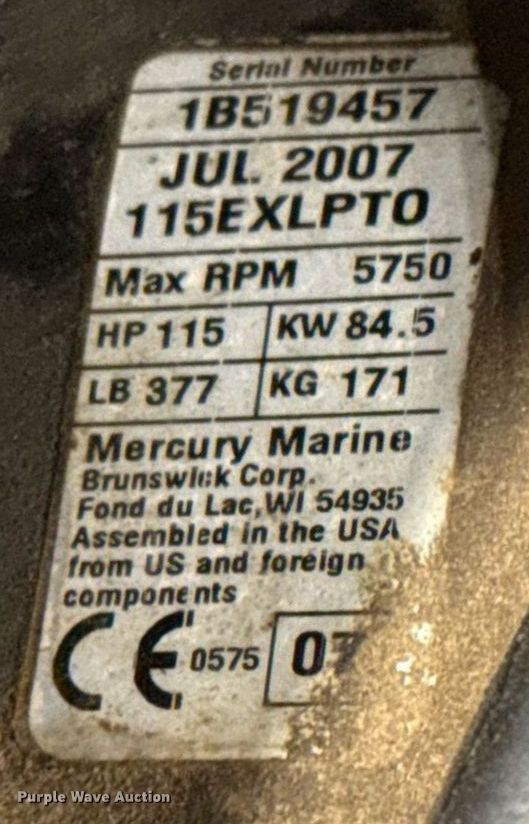 Serial Number
1B519457
JUL 2007
115EXLPTO
Max RPM 5750
HP 115 KW 84.5
LB 377 KG 171
Mercury Marine
Brunswick Corp.
Fond du Lac, WI 54935
Assembled in the USA
from US and foreign
components
CE 0575 07
Purple Wave Auction